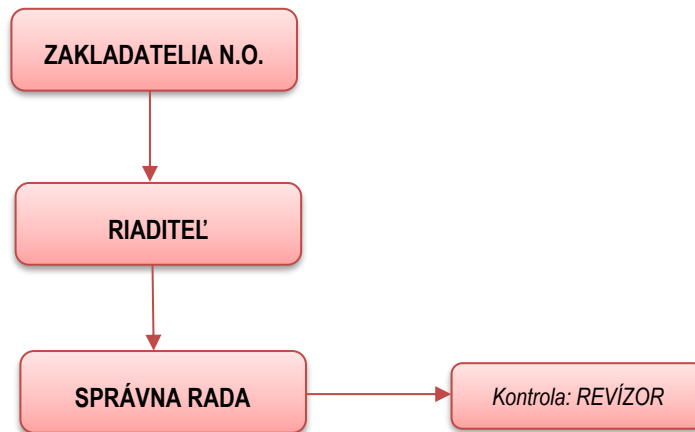 ZAKLADATELIA N.O.
RIADITEĽ
SPRÁVNA RADA
Kontrola: REVÍZOR